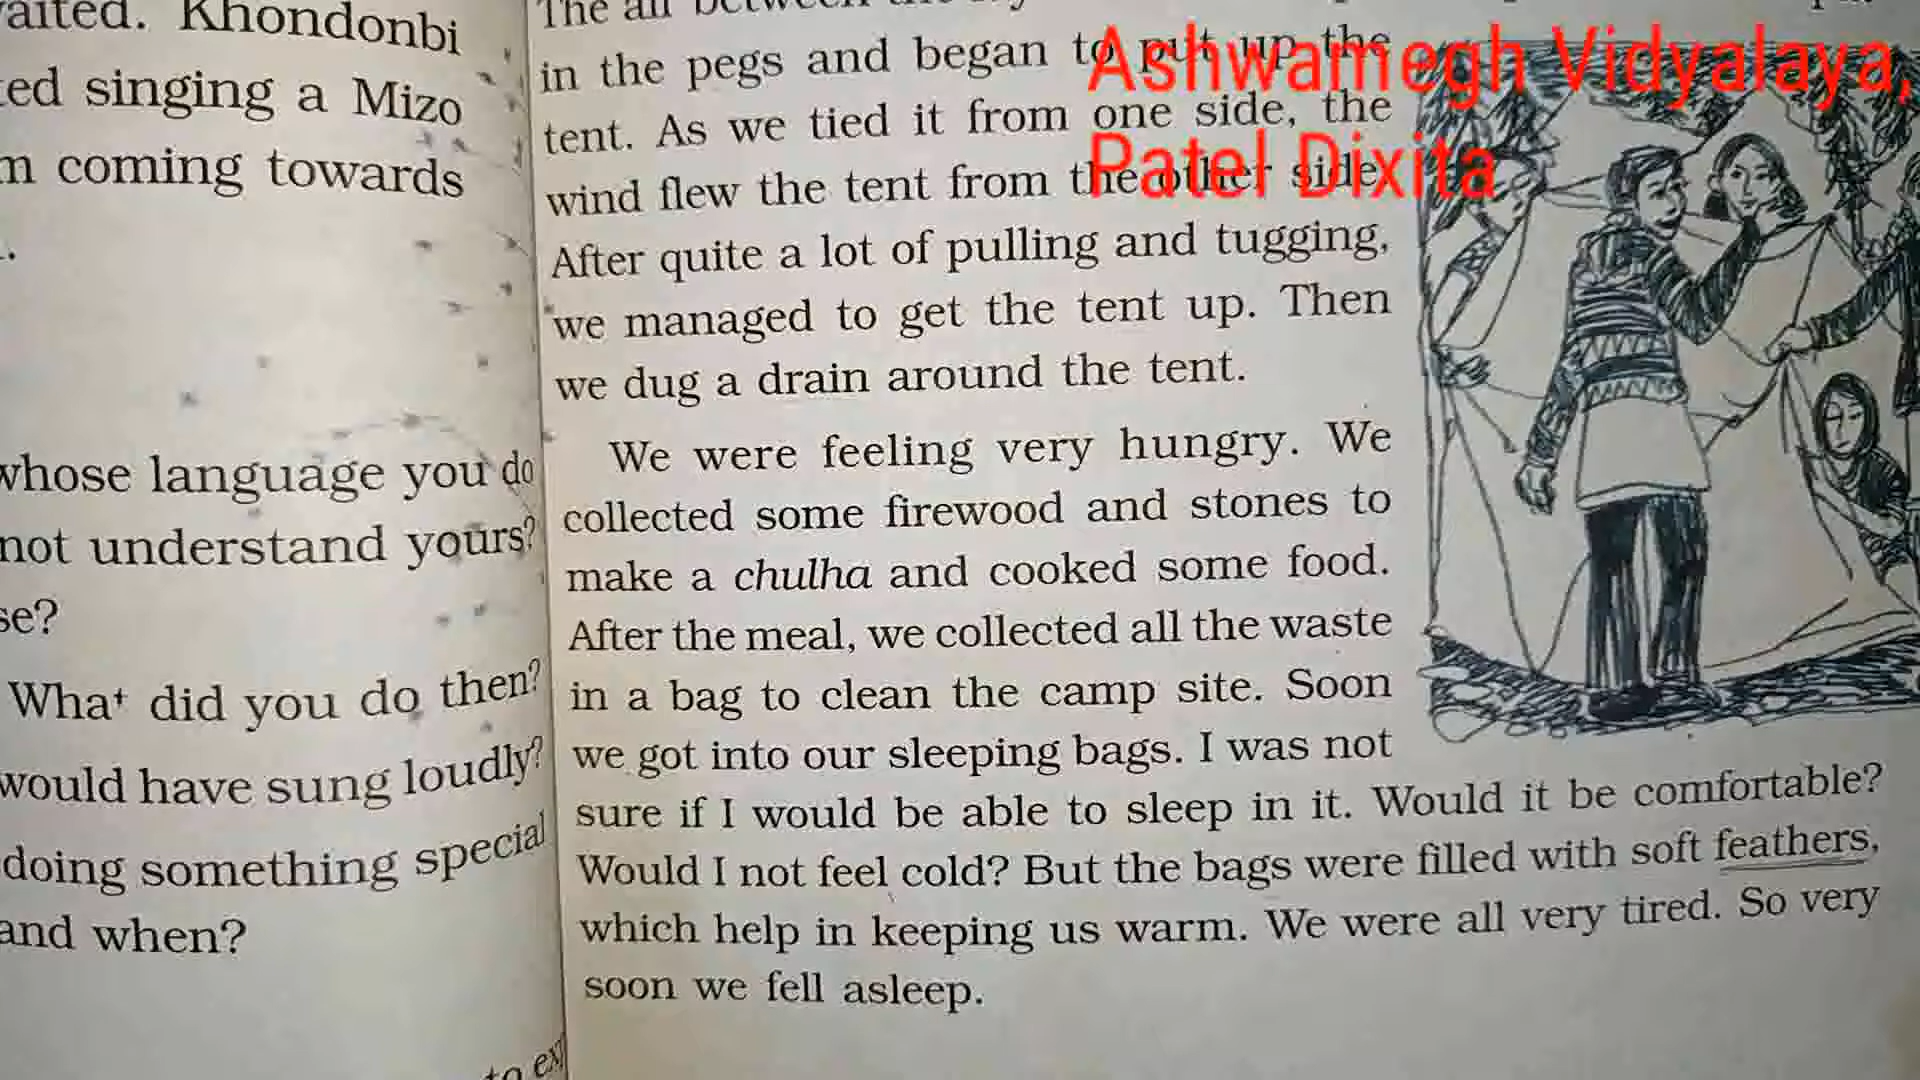 aited. Khondonbi
ed singing a Mizo
m coming towards
whose language you do
not understand yours?
se?
What did you do then?
would have sung loudly?
doing something special
and when?
in the pegs and began to put up the
tent. As we tied it from one side, the
wind flew the tent from the other side.
After quite a lot of pulling and tugging,
we managed to get the tent up. Then
we dug a drain around the tent.
We were feeling very hungry. We
collected some firewood and stones to
make a chulha and cooked some food.
After the meal, we collected all the waste
in a bag to clean the camp site. Soon
we got into our sleeping bags. I was not
sure if I would be able to sleep in it. Would it be comfortable?
Would I not feel cold? But the bags were filled with soft feathers,
which help in keeping us warm. We were all very tired. So very
soon we fell asleep.
Ashwamegh Vidyalaya,
Patel Dixita